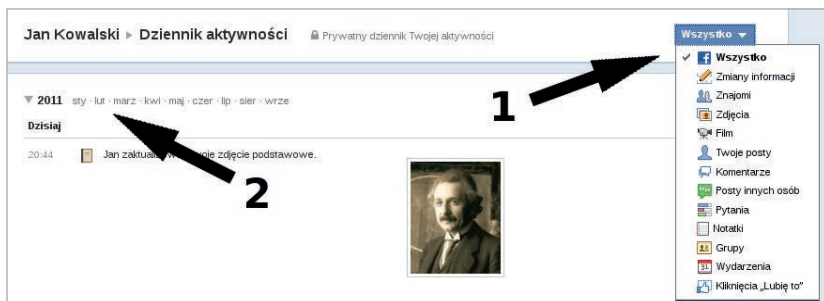 Jan Kowalski ▸ Dziennik aktywności Prywatny dziennik Twojej aktywności Wszystko
Wszystko
Zmiany informacji
Znajomi
Zdjęcia
Film
Twoje posty
Komentarze
Posty innych osób
Pytania
Notatki
Grupy
31 Wydarzenia
Kliknięcia „Lubię to”
1
2011 sty · lut · marz · kwi · maj · czer · lip · sier · wrze
Dzisiaj
20:44 Jan zdjęcie podstawowe.
2